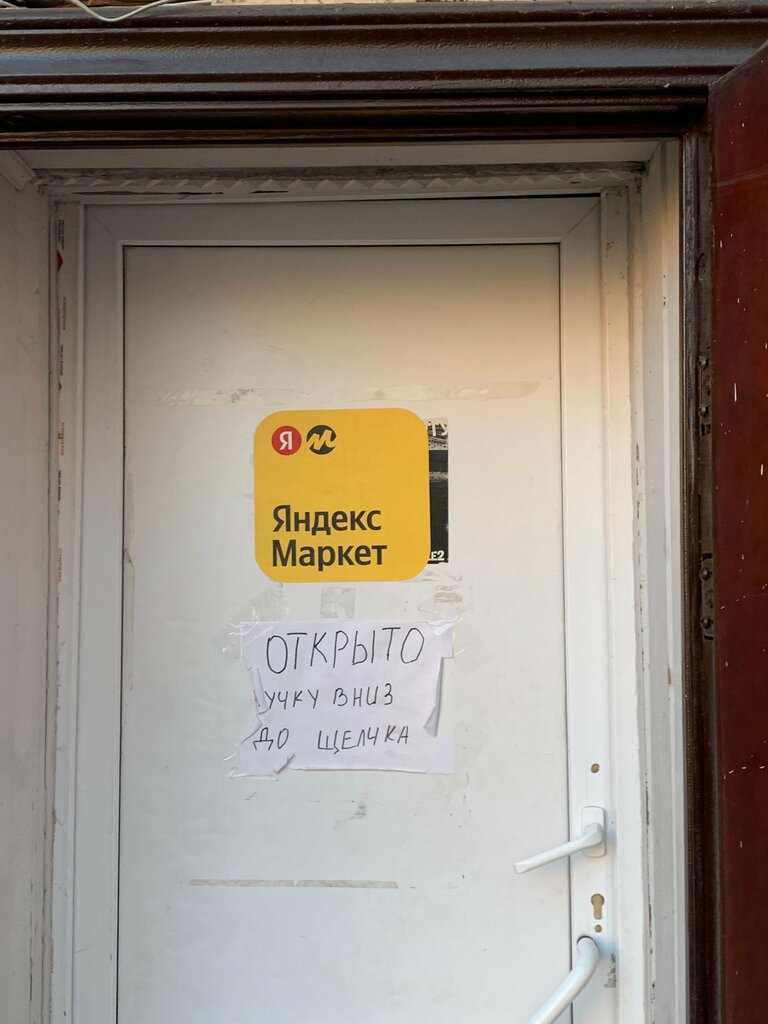 Я М
Яндекс
Маркет
ОТКРЫТО
УЧКУ ВНИЗ
ДО ЩЕЛЧКА